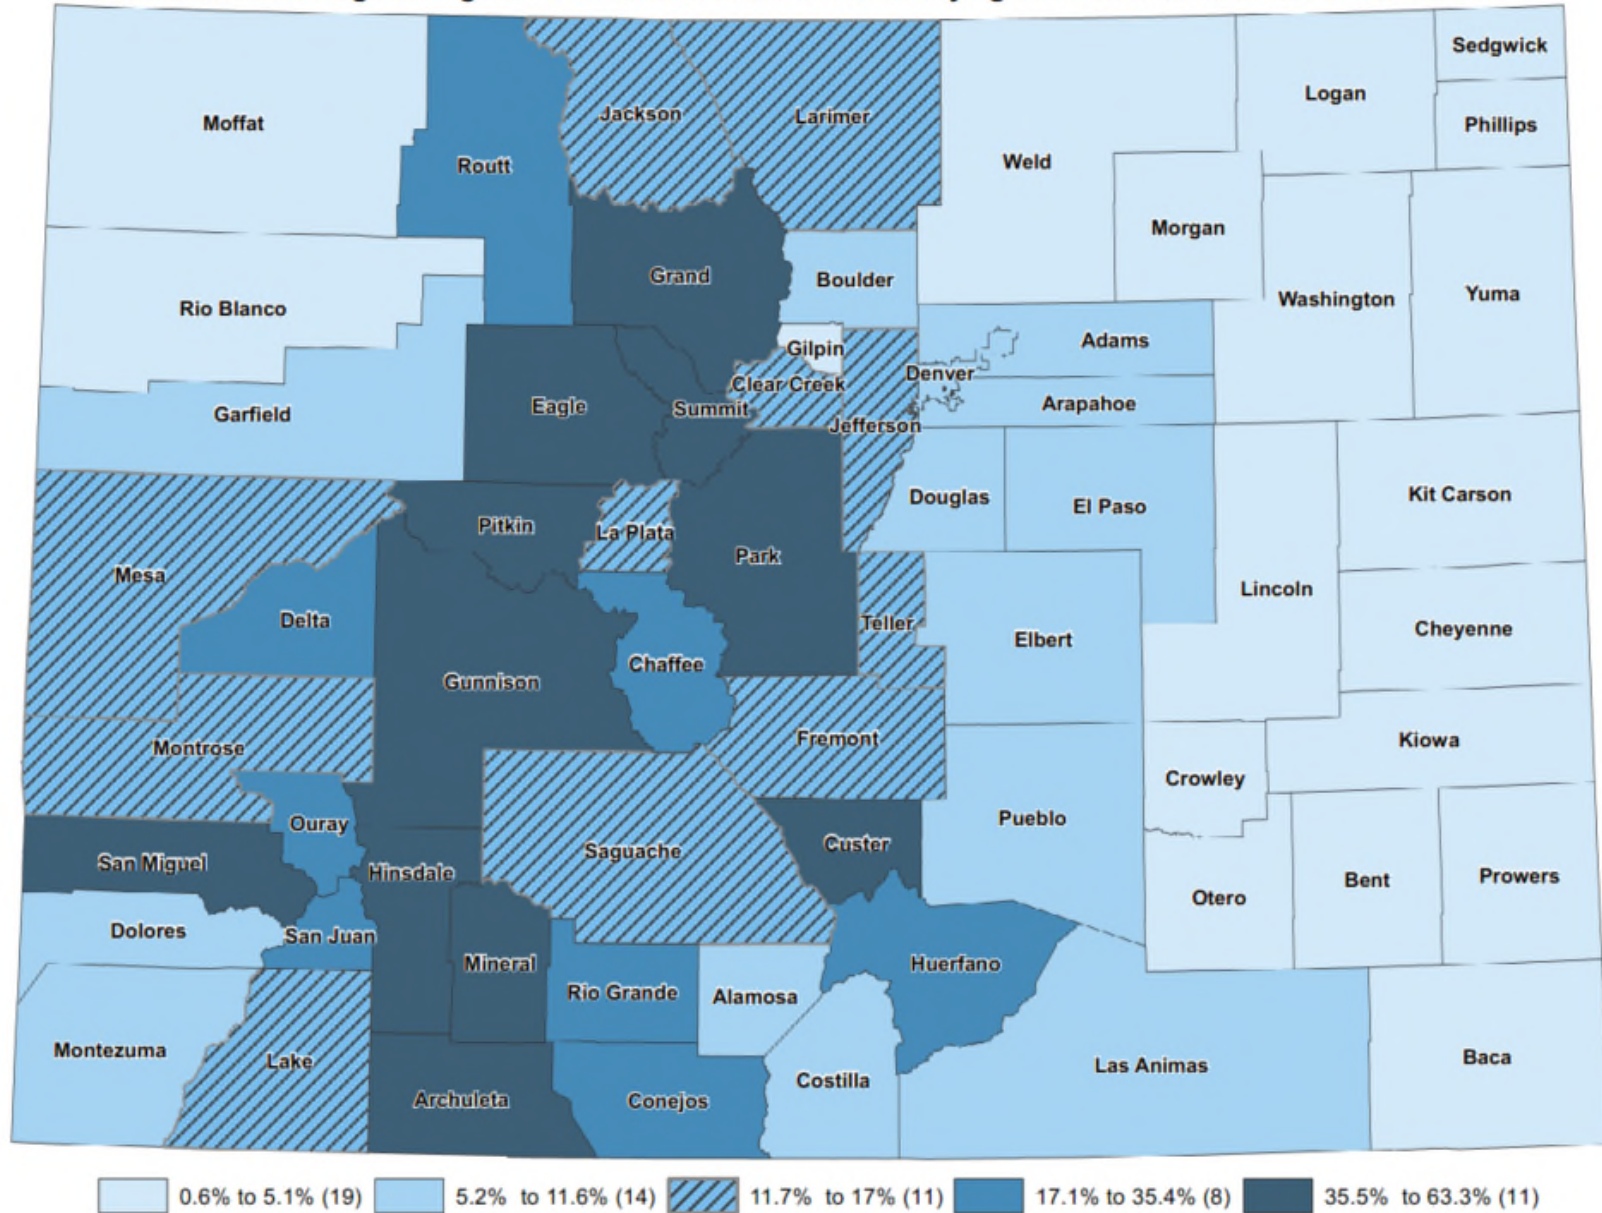 Sedgwick
Logan
Moffat
Jackson
Larimer
Phillips
Routt
Weld
Morgan
Grand
Boulder
Rio Blanco
Washington
Yuma
Gilpin
Adams
Denver
Clear Creek
Arapahoe
Eagle
Summit
Garfield
Jefferson
Kit Carson
Douglas
El Paso
Pitkin
La Plata
Park
Mesa
Lincoln
Delta
Teller
Cheyenne
Elbert
Chaffee
Gunnison
Fremont
Kiowa
Montrose
Crowley
Pueblo
Ouray
Custer
Saguache
San Miguel
Hinsdale
Bent
Prowers
Otero
Dolores
San Juan
Mineral
Huerfano
Rio Grande
Alamosa
Montezuma
Lake
Las Animas
Baca
Costilla
Archuleta
Conejos
0.6% to 5.1% (19) 5.2% to 11.6% (14) 11.7% to 17% (11) 17.1% to 35.4% (8) 35.5% to 63.3% (11)